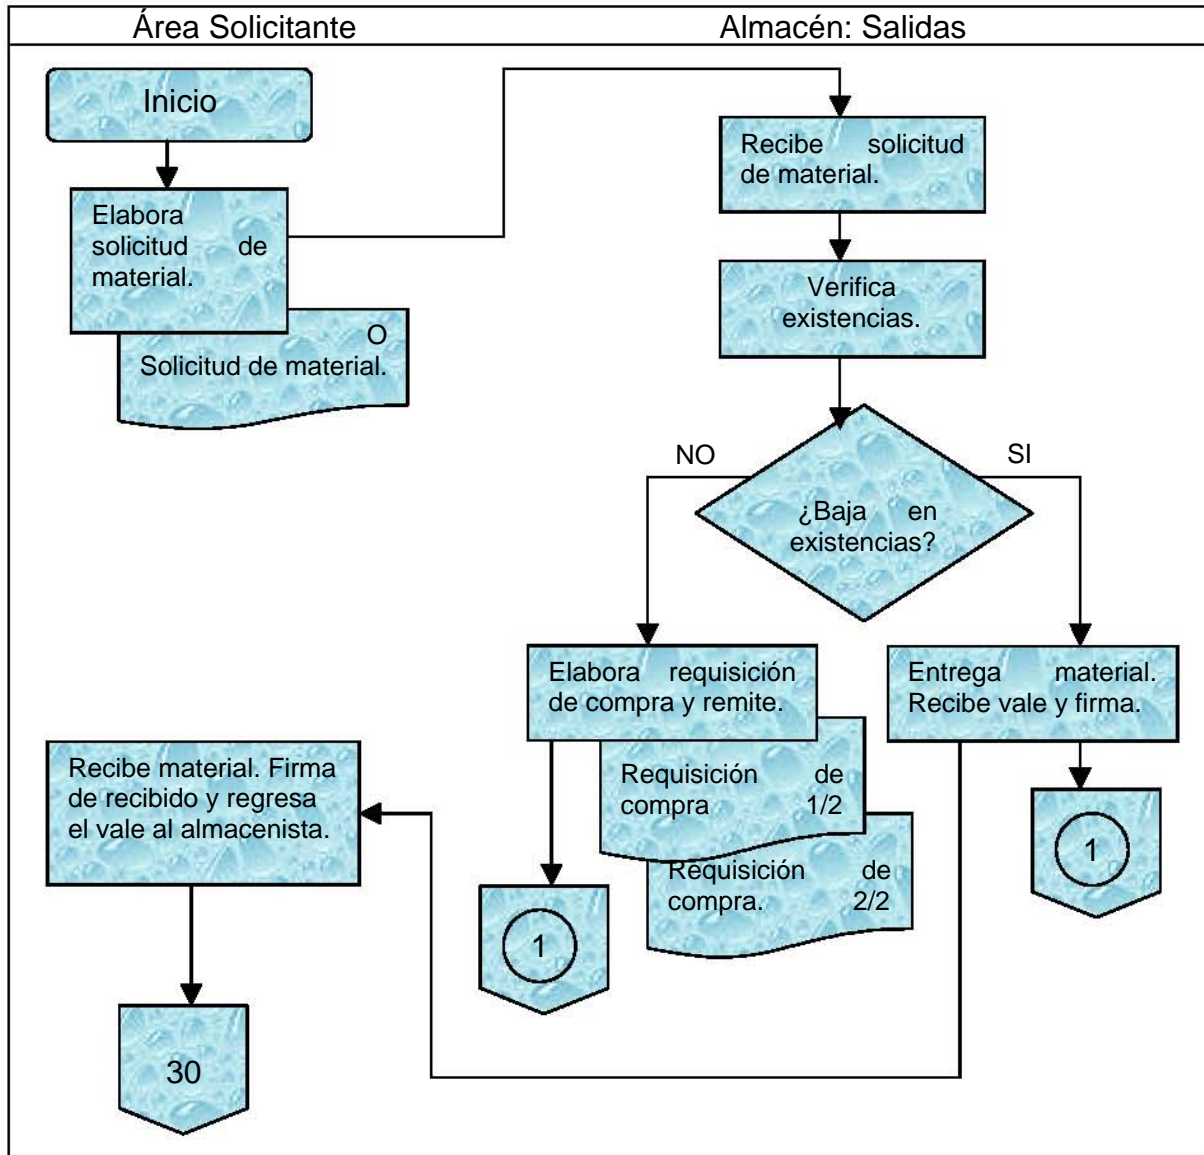 Área Solicitante
Almacén: Salidas
Inicio
Elabora
solicitud de
material.
O
Solicitud de material.
Recibe solicitud
de material.
Verifica
existencias.
NO
SI
¿Baja en
existencias?
Elabora requisición
de compra y remite.
Requisición de
compra 1/2
Requisición de
compra. 2/2
1
Entrega material.
Recibe vale y firma.
1
Recibe material. Firma
de recibido y regresa
el vale al almacenista.
30